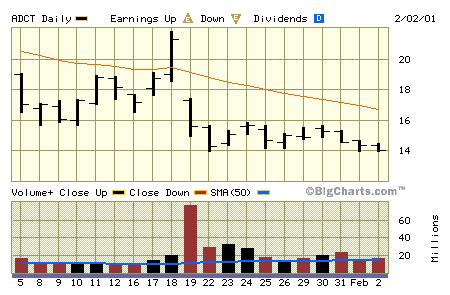 ADCT Daily Earnings Up E Down E Dividends D 2/02/01
20
18
16
14
Volume+ Close Up Close Down SMA(50) ©BigCharts.com™
60
40
20
Millions
5 8 9 10 11 12 16 17 18 19 22 23 24 25 26 29 30 31 Feb 2